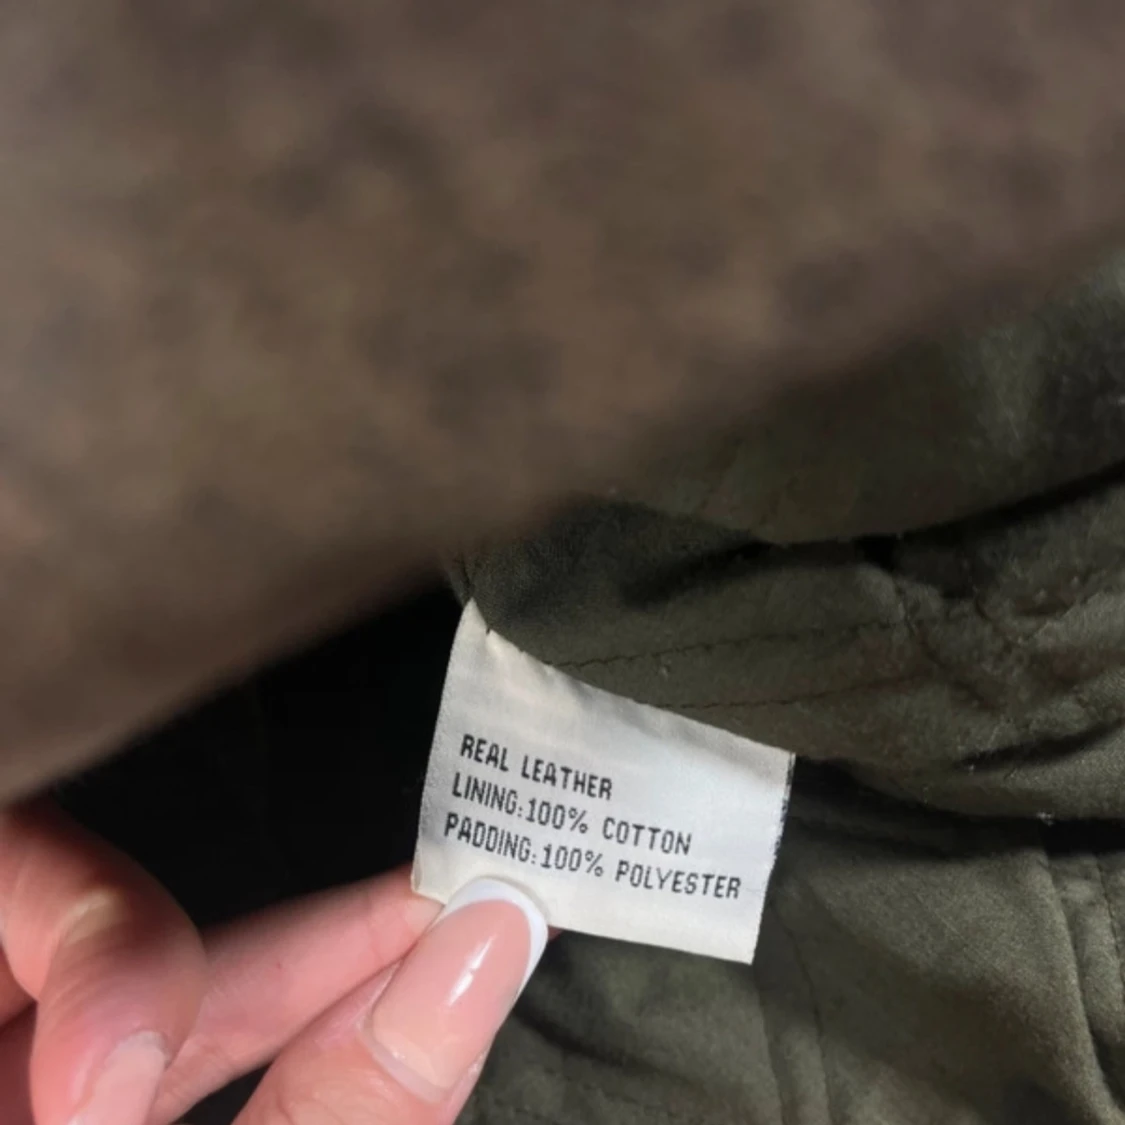 REAL LEATHER
LINING:100% COTTON
PADDING:100% POLYESTER